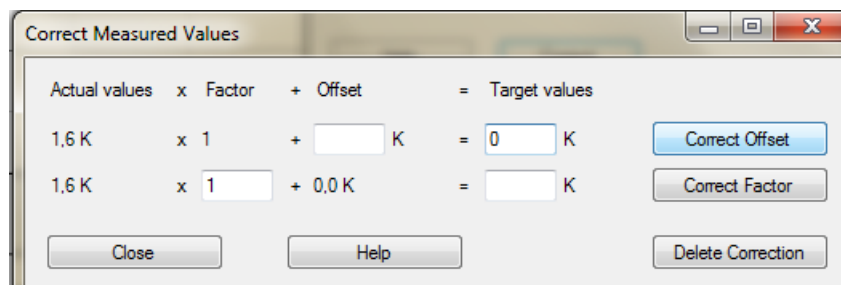 Correct Measured Values
Actual values x Factor + Offset = Target values
1,6 K x 1 + K = 0 K Correct Offset
1,6 K x 1 + 0,0 K = K Correct Factor
Close Help Delete Correction